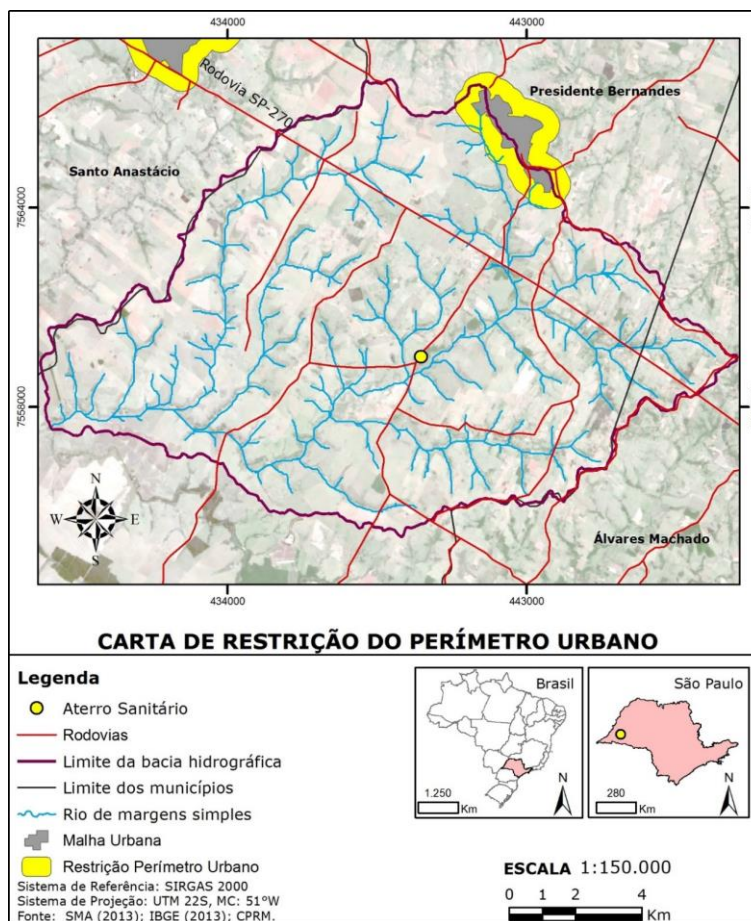 434000
443000
Rodovia SP-270
Presidente Bernandes
Santo Anastácio
7564000
7558000
N
W
E
S
Álvares Machado
434000
443000
CARTA DE RESTRIÇÃO DO PERÍMETRO URBANO
Legenda
Aterro Sanitário
Rodovias
Limite da bacia hidrográfica
Limite dos municípios
Rio de margens simples
Malha Urbana
Restrição Perímetro Urbano
Sistema de Referência: SIRGAS 2000
Sistema de Projeção: UTM 22S, MC: 51°W
Fonte: SMA (2013); IBGE (2013); CPRM.
Brasil
1.250
Km
N
São Paulo
280
Km
N
ESCALA 1:150.000
0 1 2 4
Km